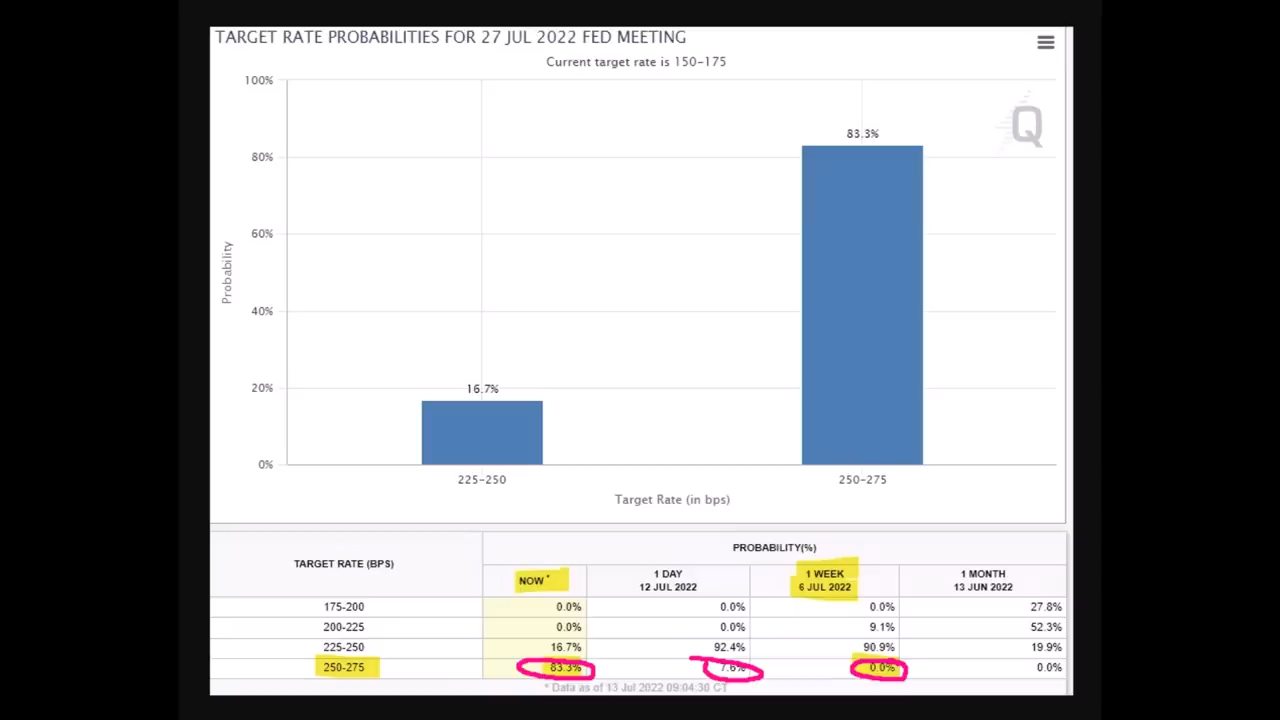 TARGET RATE PROBABILITIES FOR 27 JUL 2022 FED MEETING
Current target rate is 150-175
100%
80%
60%
40%
20%
0%
Probability
Q
16.7%
83.3%
225-250
250-275
Target Rate (in bps)
TARGET RATE (BPS)
PROBABILITY(%)
NOW *
1 DAY
12 JUL 2022
1 WEEK
6 JUL 2022
1 MONTH
13 JUN 2022
175-200 0.0% 0.0% 0.0% 27.8%
200-225 0.0% 0.0% 9.1% 52.3%
225-250 16.7% 92.4% 90.9% 19.9%
250-275 83.3% 7.6% 0.0% 0.0%
* Data as of 13 Jul 2022 09:04:30 CT